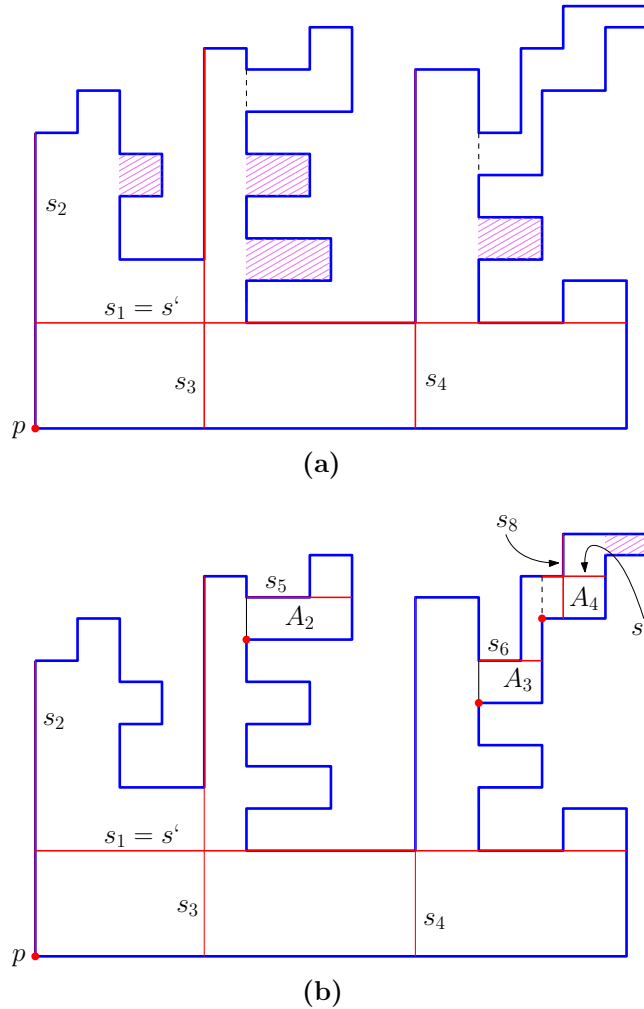 s₂
s₁ = s‘
s₃
s₄
p
(a)
s₈
s₅
A₂
A₄
s
s₆
A₃
s₂
s₁ = s‘
s₃
s₄
p
(b)